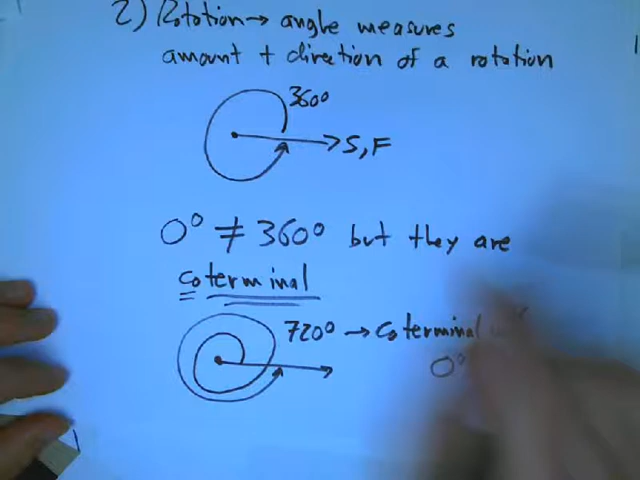 2) Rotation→ angle measures
amount + direction of a rotation
360°
S,F
0° ≠ 360° but they are
coterminal
720° → coterminal
0°